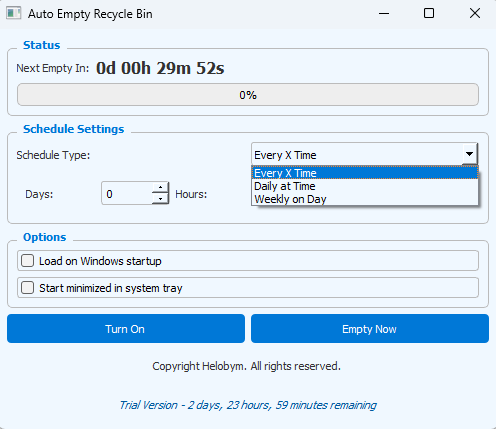 Auto Empty Recycle Bin
Status
Next Empty In: 0d 00h 29m 52s
0%
Schedule Settings
Schedule Type: Every X Time
Every X Time
Daily at Time
Weekly on Day
Days: 0 Hours:
Options
Load on Windows startup
Start minimized in system tray
Turn On Empty Now
Copyright Helobym. All rights reserved.
Trial Version - 2 days, 23 hours, 59 minutes remaining